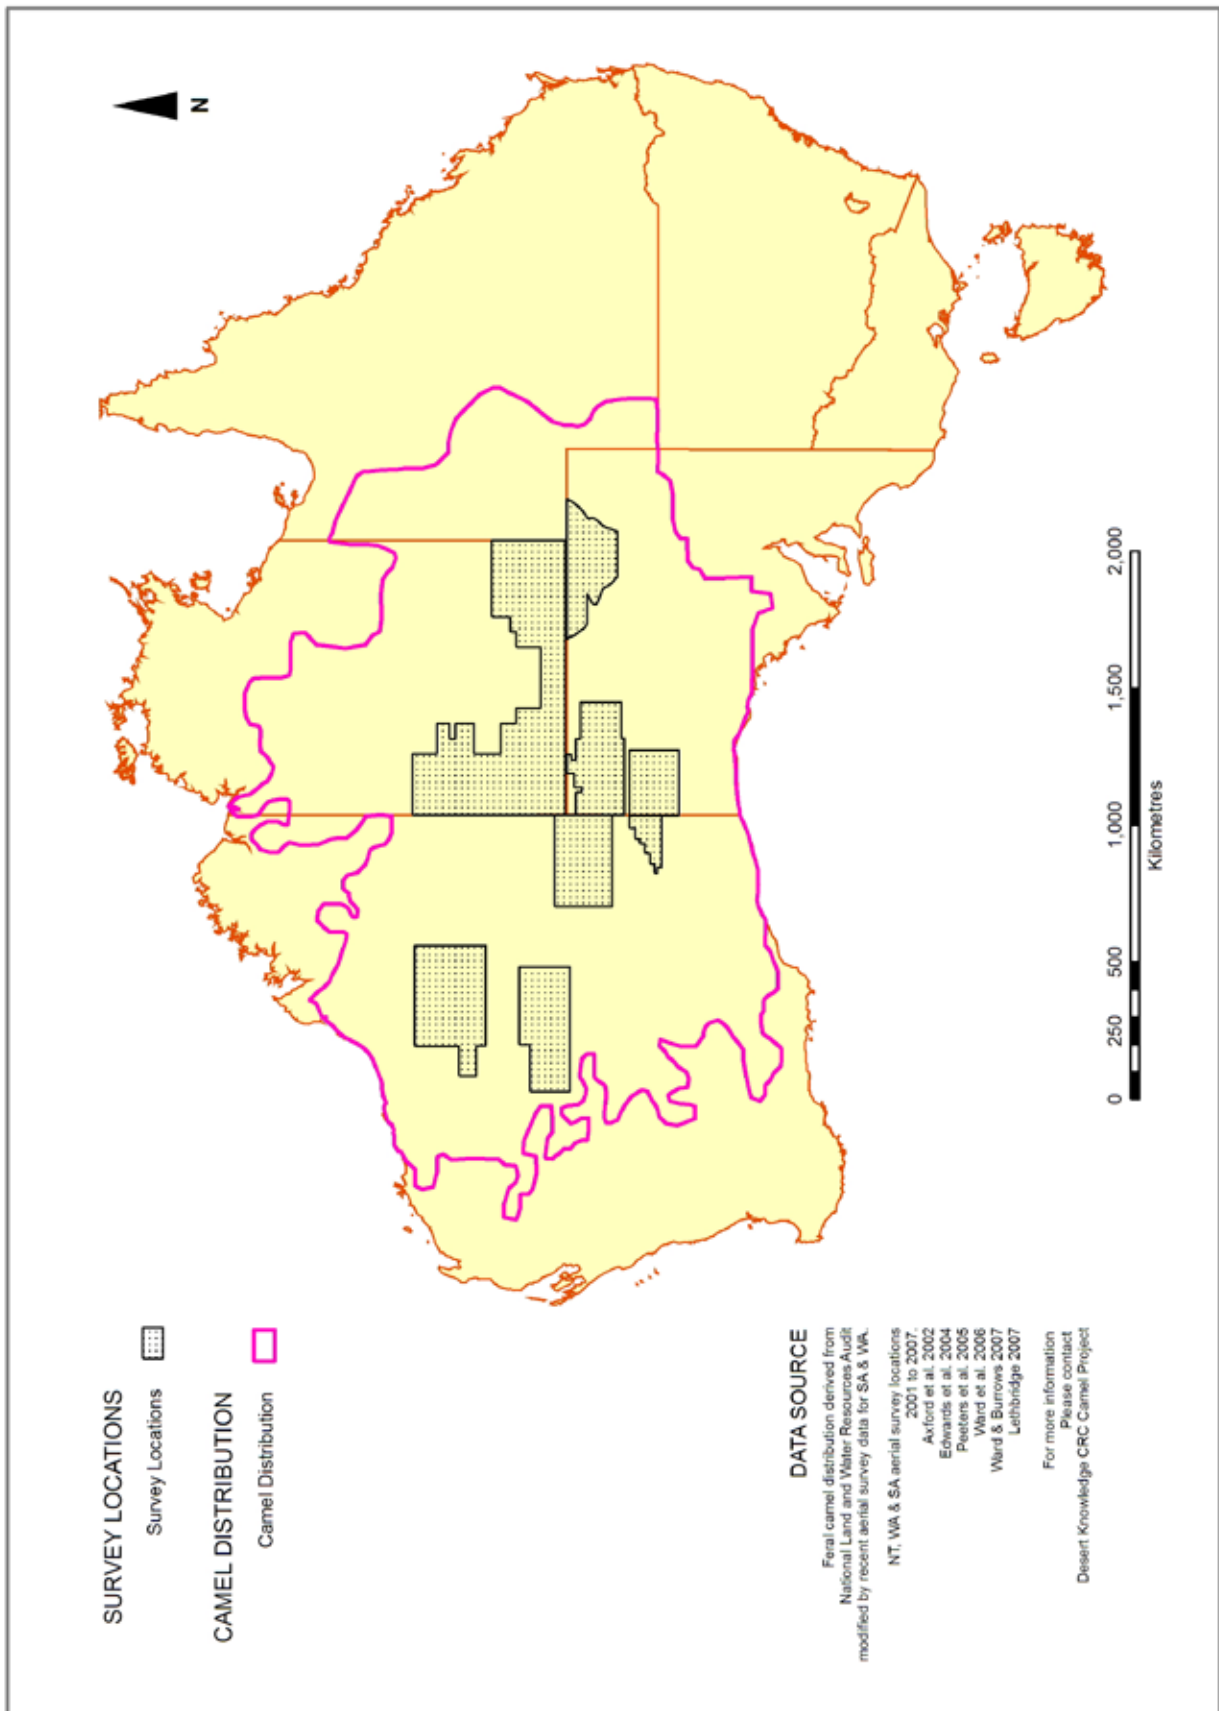 N
SURVEY LOCATIONS
Survey Locations
CAMEL DISTRIBUTION
Camel Distribution
DATA SOURCE
Feral camel distribution derived from
National Land and Water Resources Audit
modified by recent aerial survey data for SA & WA.
NT, WA & SA aerial survey locations
2001 to 2007.
Axford et al. 2002
Edwards et al. 2004
Peeters et al. 2005
Ward et al. 2006
Ward & Burrows 2007
Lethbridge 2007
For more information
Please contact
Desert Knowledge CRC Camel Project
0 250 500 1,000 1,500 2,000
Kilometres